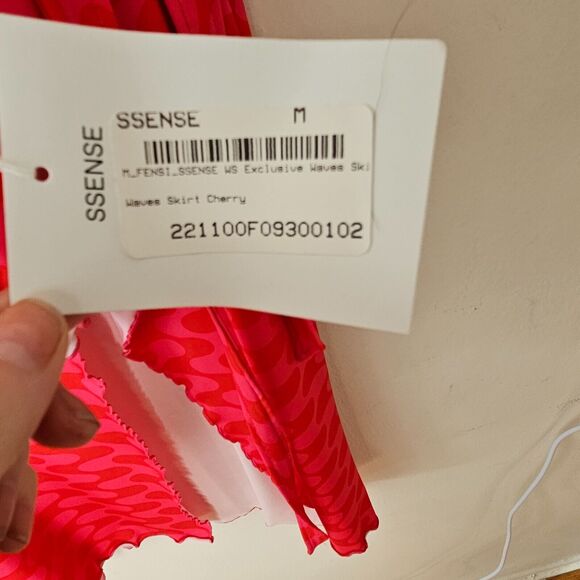 SSENSE
SSENSE M
M_FENSI_SSENSE WS Exclusive Waves Ski
Waves Skirt Cherry
221100F09300102